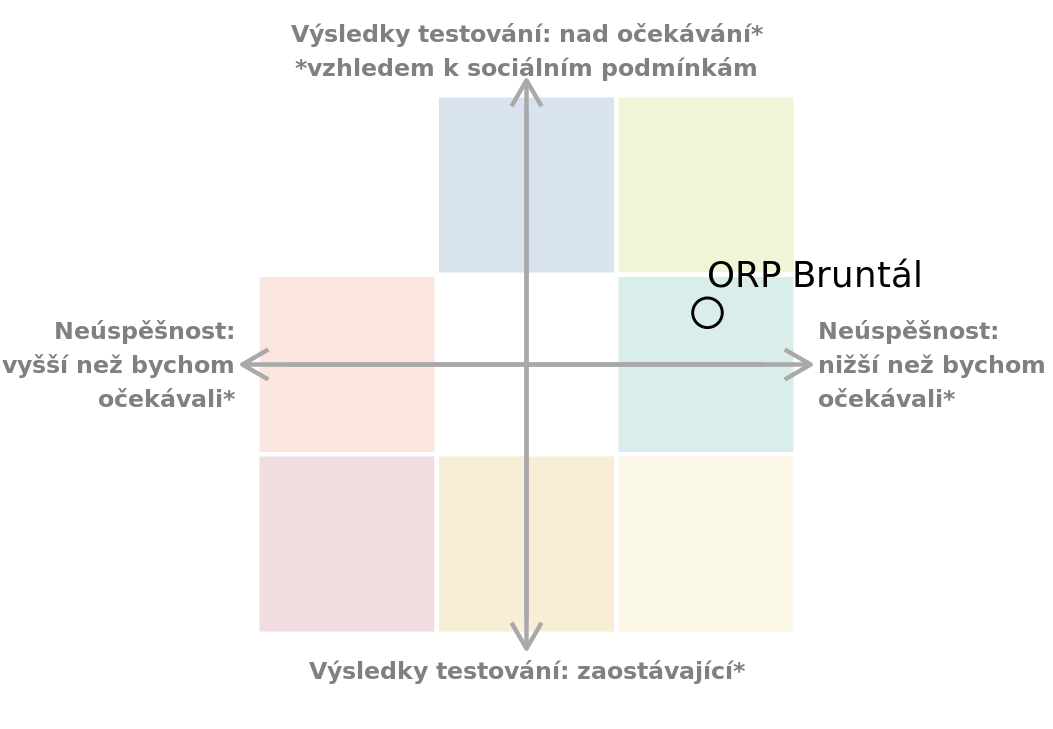 Výsledky testování: nad očekávání*
*vzhledem k sociálním podmínkám
ORP Bruntál
Neúspěšnost:
vyšší než bychom
očekávali*
Neúspěšnost:
nižší než bychom
očekávali*
Výsledky testování: zaostávající*